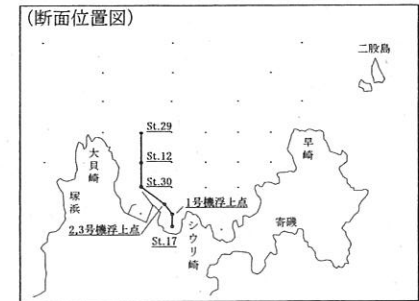 (断面位置図)
二股島
St.29
大貝崎
早崎
St.12
塚浜
St.30
1号機浮上点
寄磯
2,3号機浮上点
シウリ崎
St.17